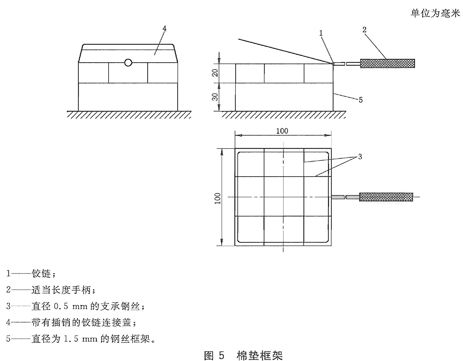 单位为毫米
4
1
2
20
30
5
100
3
100
1——铰链；
2——适当长度手柄；
3——直径 0.5 mm 的支承钢丝；
4——带有插销的铰链连接盖；
5——直径为 1.5 mm 的钢丝框架。
图 5 棉垫框架